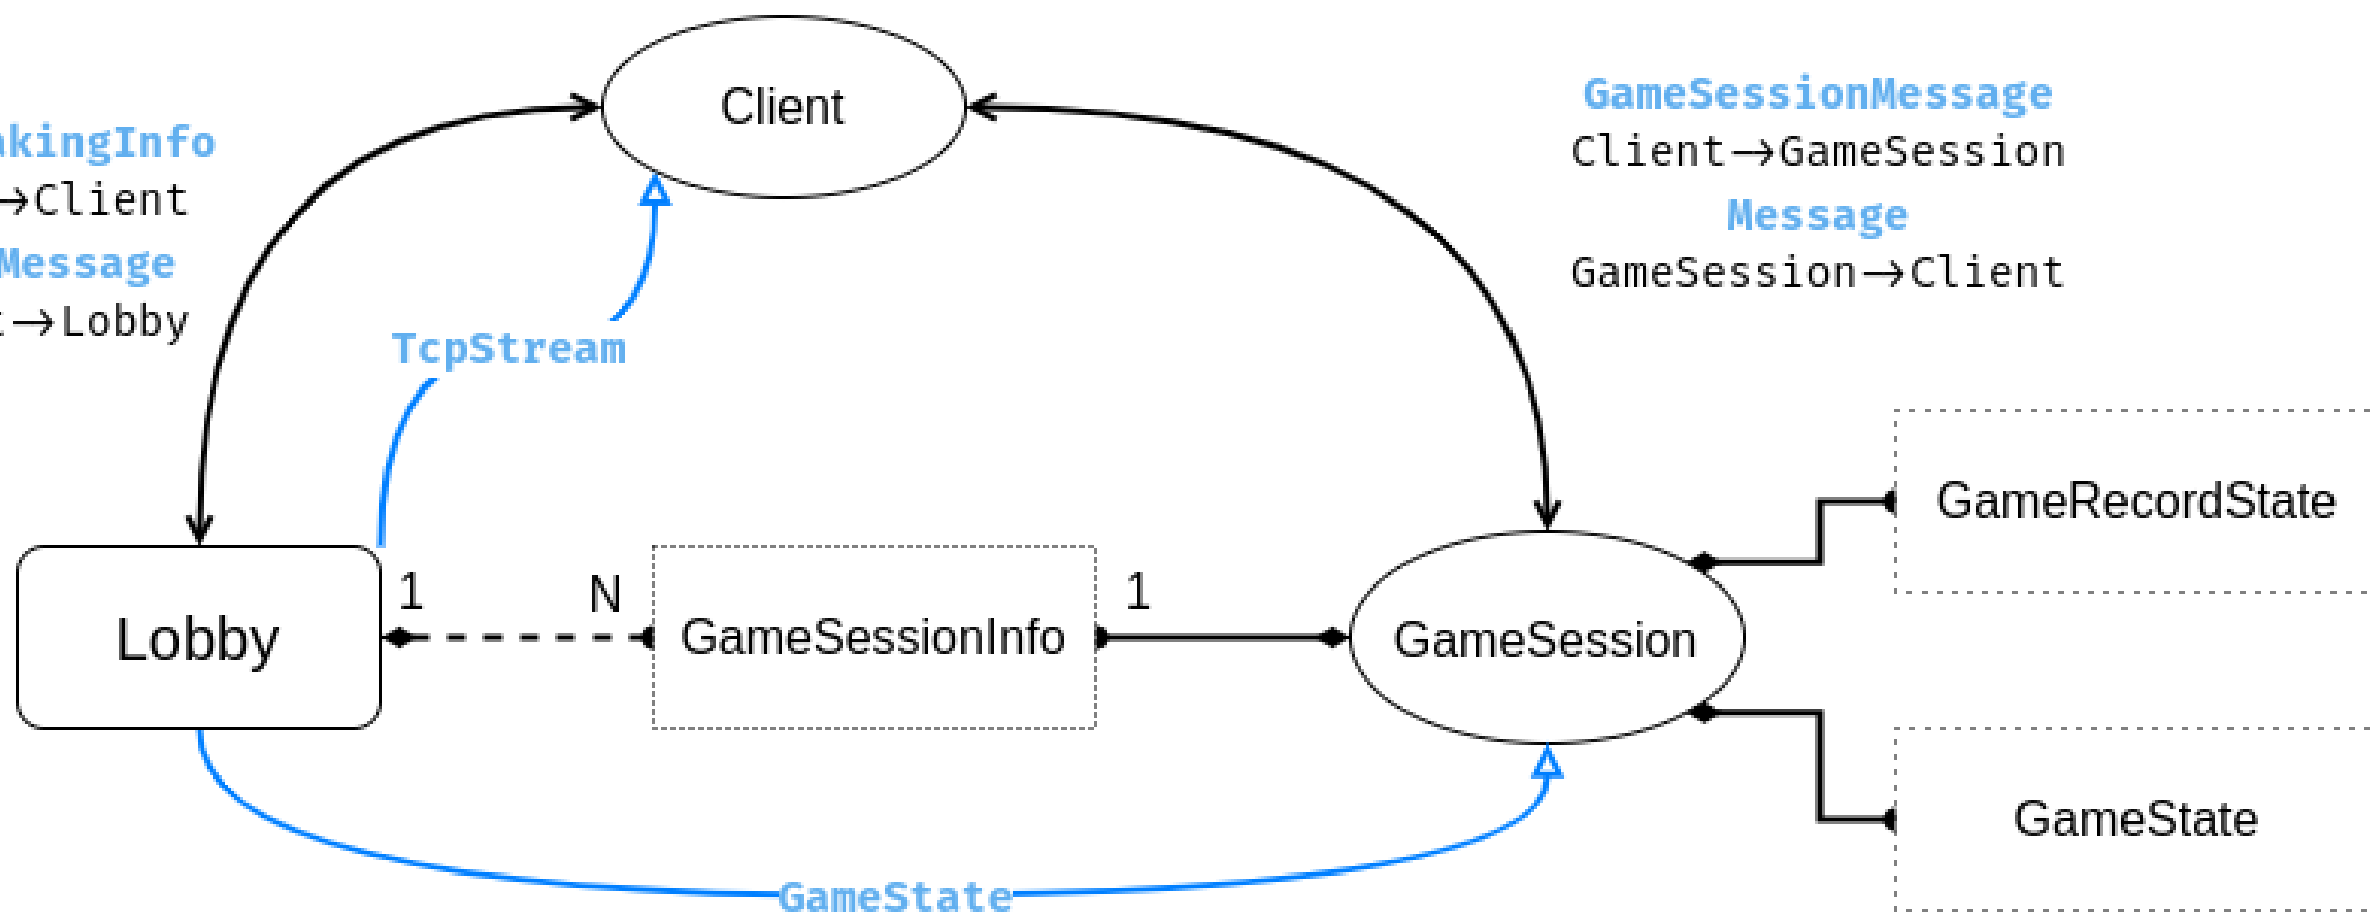 Client
GameSessionMessage
Client→GameSession
Message
GameSession→Client
akingInfo
→Client
Message
t→Lobby
TcpStream
GameRecordState
1
N
1
Lobby
GameSessionInfo
GameSession
GameState
GameState